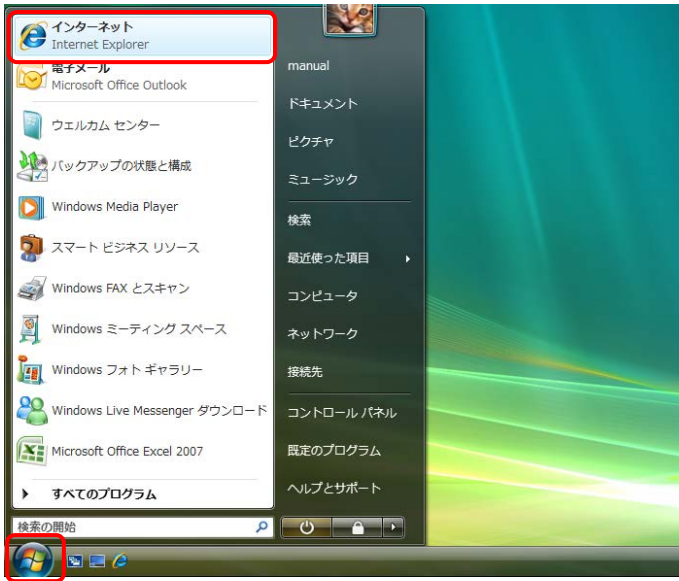 インターネット
Internet Explorer
電子メール
Microsoft Office Outlook
ウェルカム センター
バックアップの状態と構成
Windows Media Player
スマート ビジネス リソース
Windows FAX とスキャン
Windows ミーティング スペース
Windows フォト ギャラリー
Windows Live Messenger ダウンロード
Microsoft Office Excel 2007
すべてのプログラム
検索の開始
manual
ドキュメント
ピクチャ
ミュージック
検索
最近使った項目
コンピュータ
ネットワーク
接続先
コントロール パネル
既定のプログラム
ヘルプとサポート